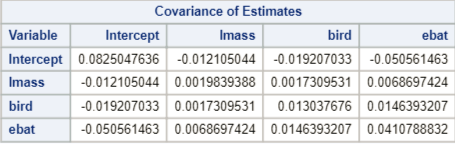 Covariance of Estimates
Variable Intercept lmass bird ebat
Intercept 0.0825047636 -0.012105044 -0.019207033 -0.050561463
lmass -0.012105044 0.0019839388 0.0017309531 0.0068697424
bird -0.019207033 0.0017309531 0.013037676 0.0146393207
ebat -0.050561463 0.0068697424 0.0146393207 0.0410788832